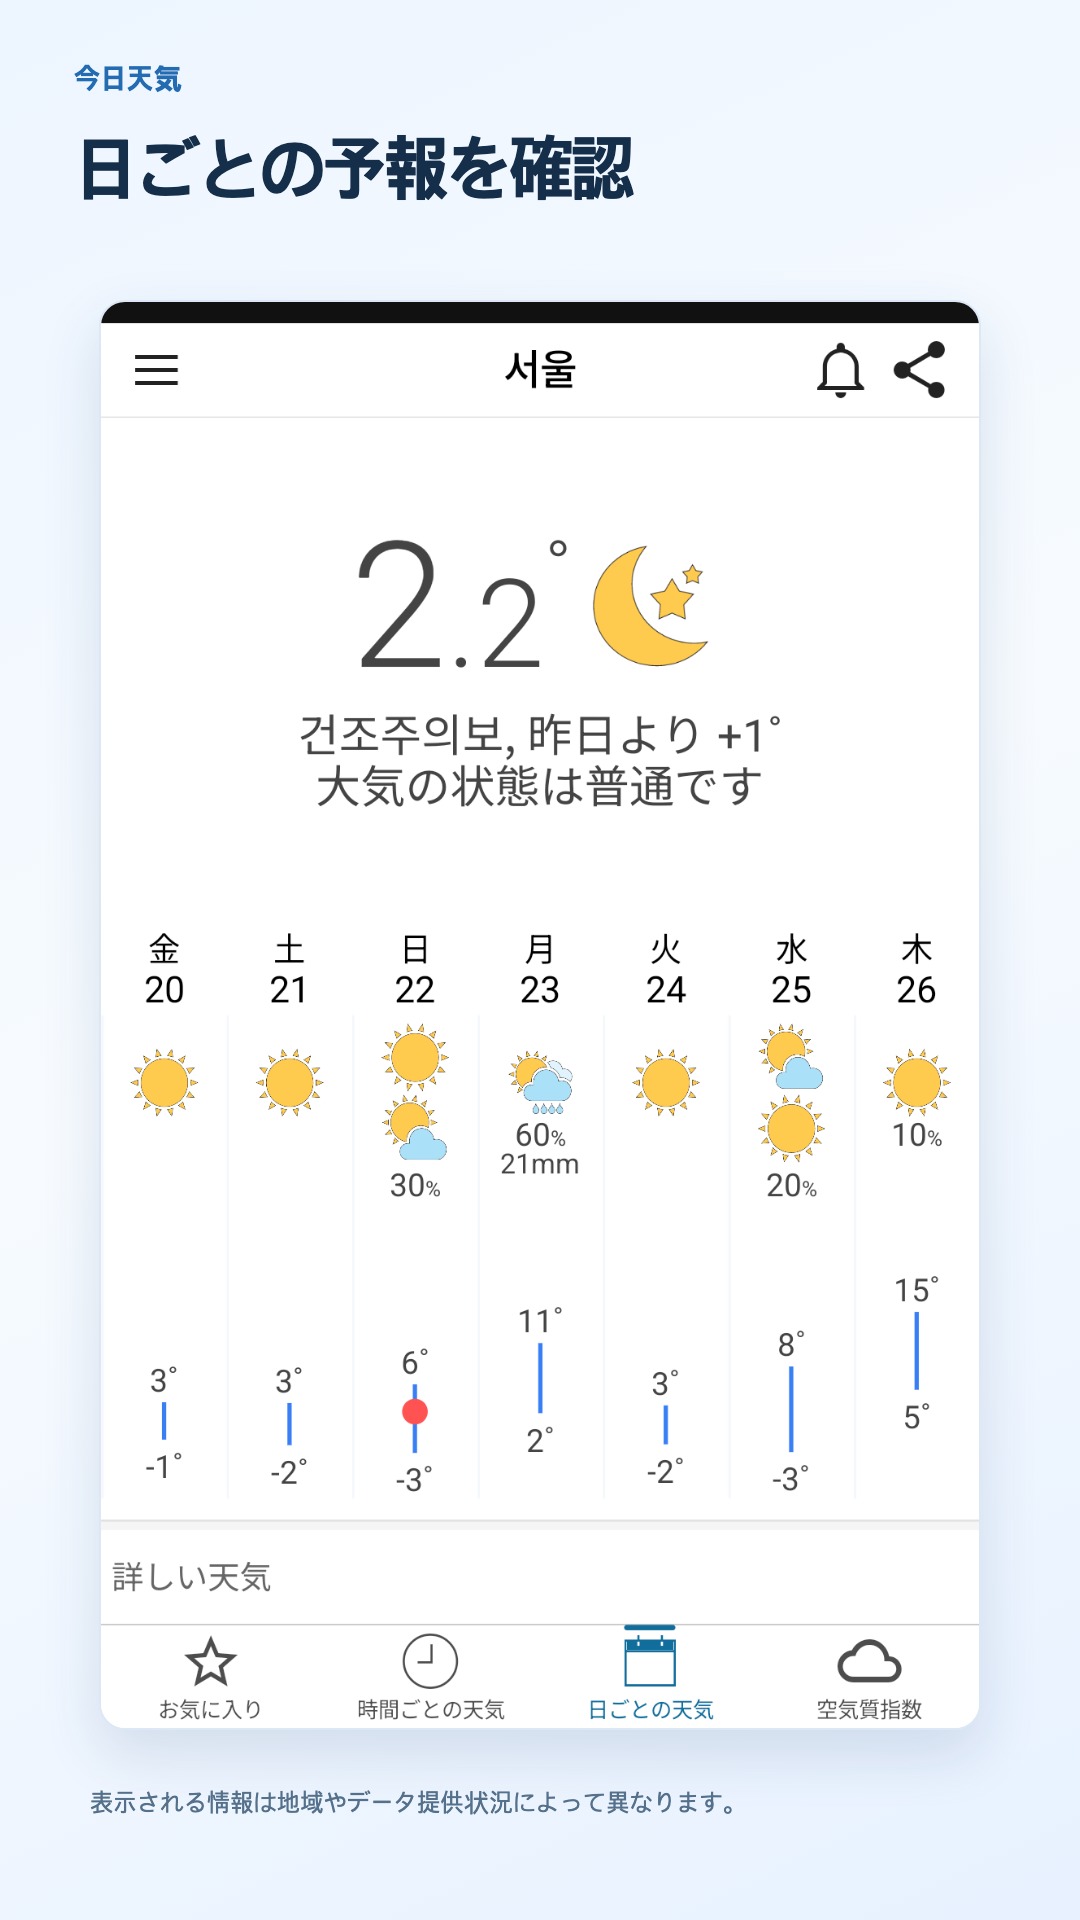 今日天気
日ごとの予報を確認
서울
2.2°
건조주의보, 昨日より +1°
大気の状態は普通です
金 土 日 月 火 水 木
20 21 22 23 24 25 26
60% 10%
21mm
30% 20%
15°
11°
8°
6°
3° 3° 3°
5°
2°
-1° -2° -3° -2° -3°
詳しい天気
お気に入り 時間ごとの天気 日ごとの天気 空気質指数
表示される情報は地域やデータ提供状況によって異なります。